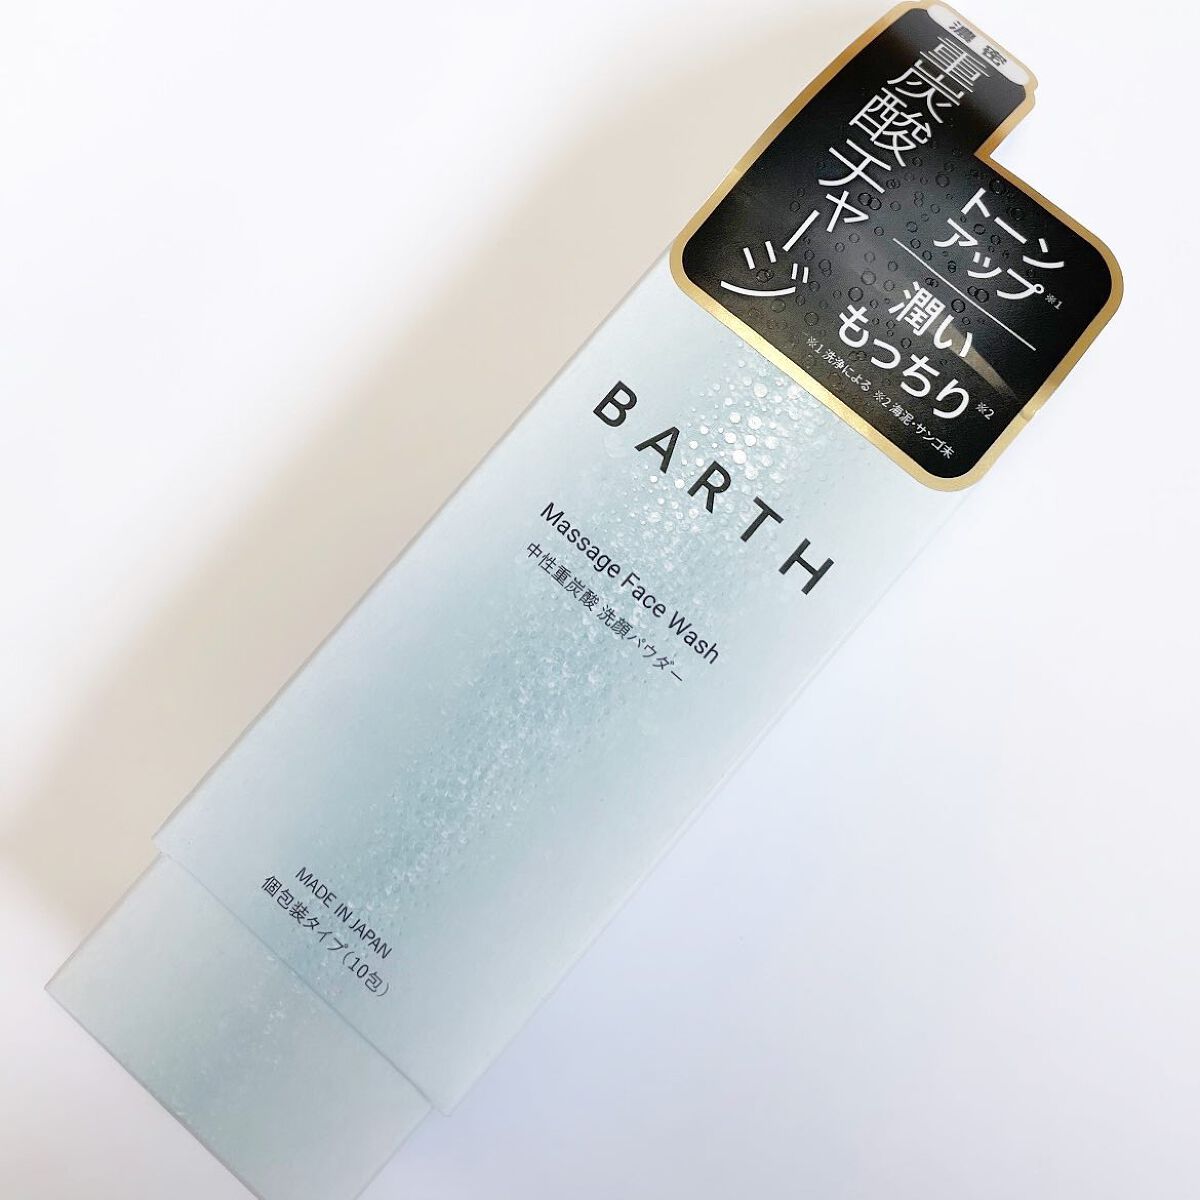 濃密
重炭酸チャージ
トーン
アップ※1
潤い
もっちり※2
※1 洗浄による ※2 海泥・サンゴ末
BARTH
Massage Face Wash
中性重炭酸 洗顔パウダー
MADE IN JAPAN
個包装タイプ(10包)